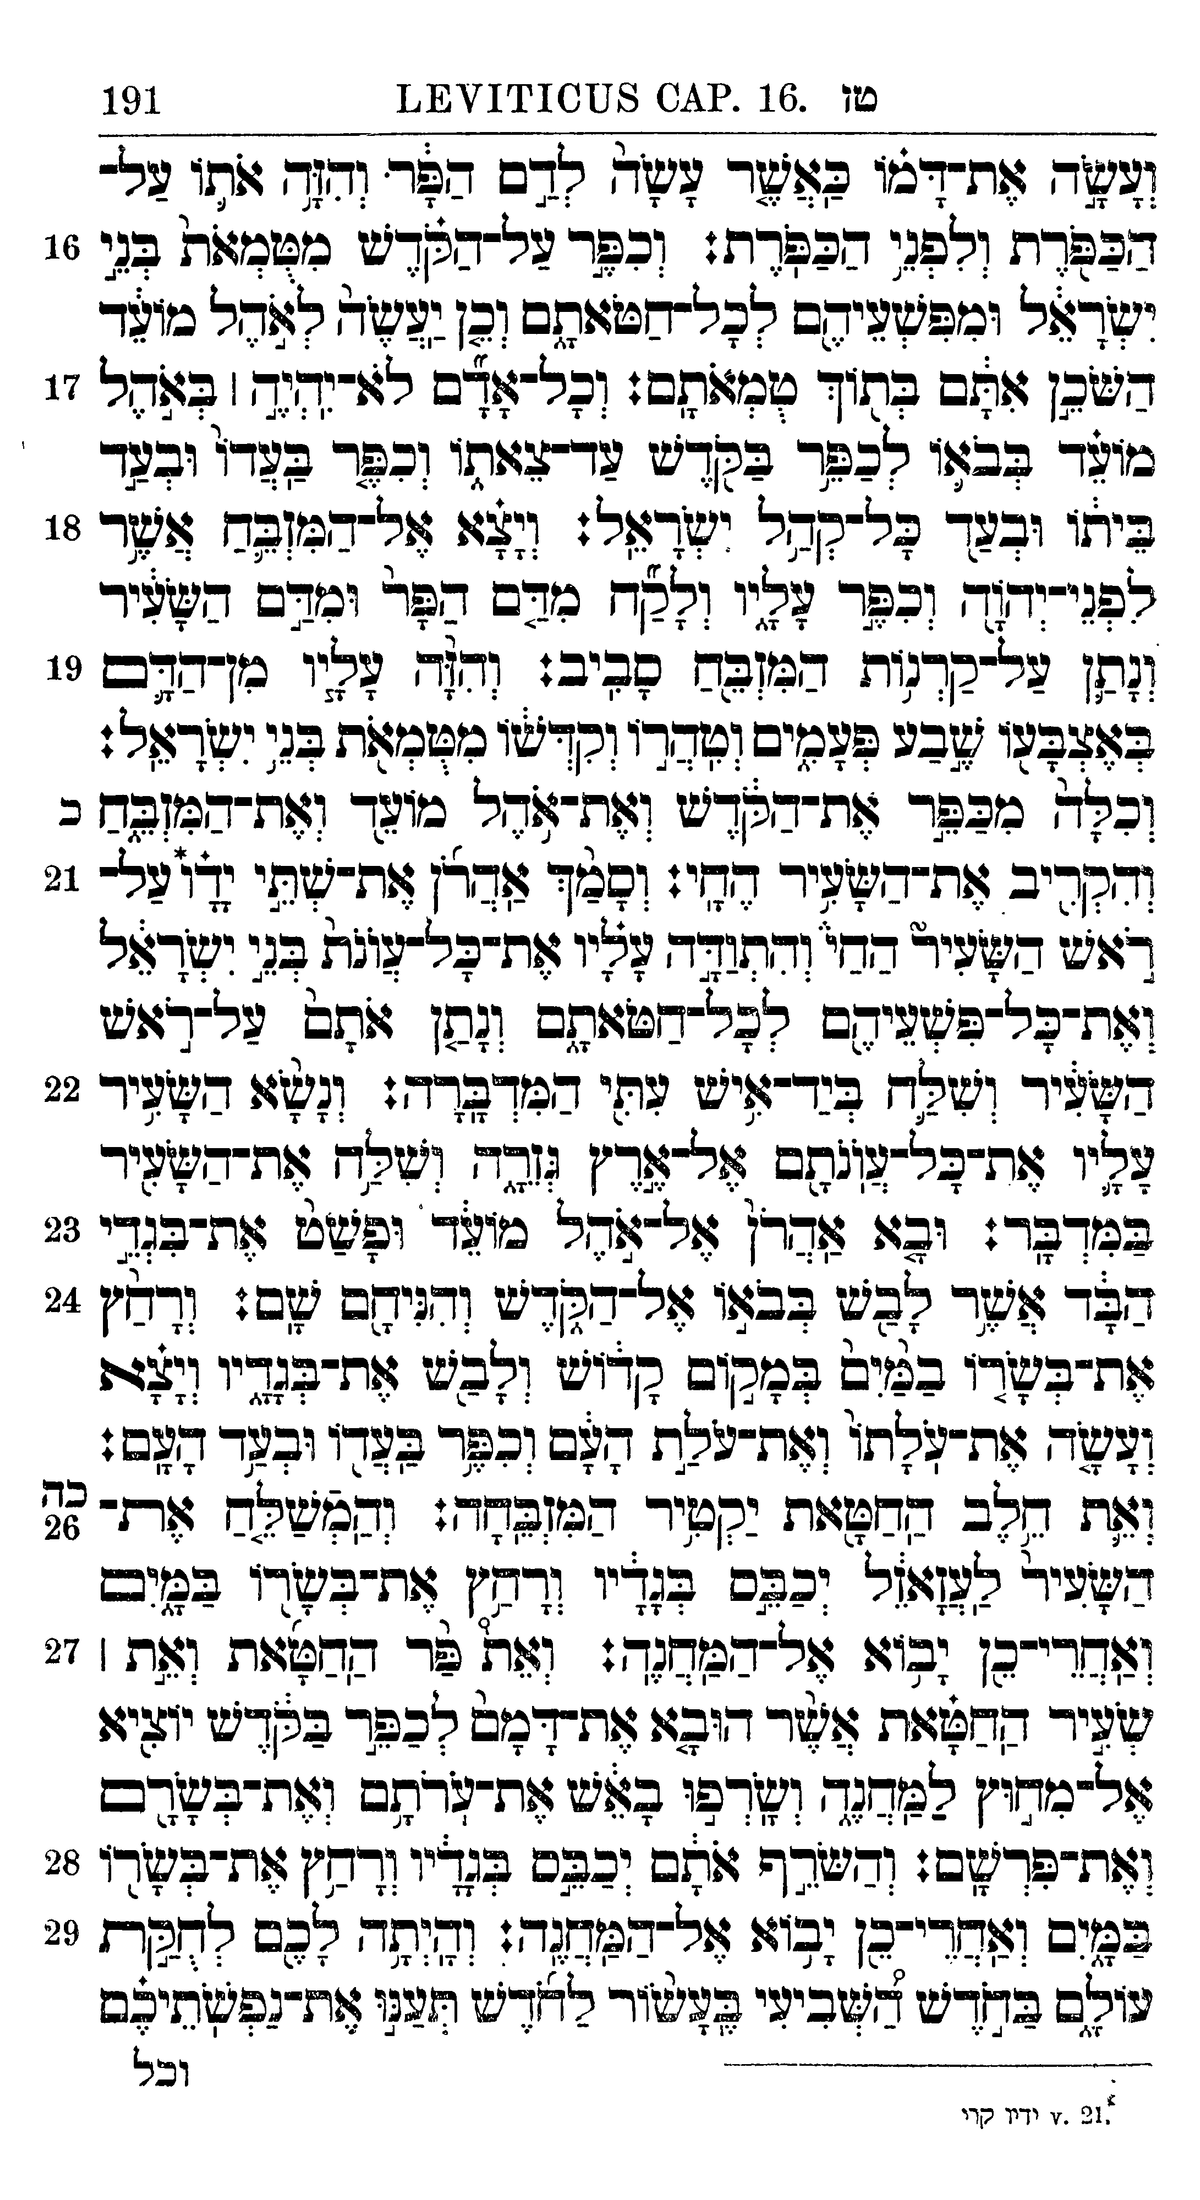 191 LEVITICUS CAP. 16. טז
וְעָשָׂ֣ה אֶת־דָּמ֗וֹ כַּאֲשֶׁ֤ר עָשָׂה֙ לְדַ֣ם הַפָּ֔ר וְהִזָּ֥ה אֹת֛וֹ עַל־
הַכַּפֹּ֖רֶת וְלִפְנֵ֥י הַכַּפֹּֽרֶת׃ וְכִפֶּ֣ר עַל־הַקֹּ֗דֶשׁ מִטֻּמְאֹת֙ בְּנֵ֣י 16
יִשְׂרָאֵ֔ל וּמִפִּשְׁעֵיהֶ֖ם לְכָל־חַטֹּאתָ֑ם וְכֵ֤ן יַֽעֲשֶׂה֙ לְאֹ֣הֶל מוֹעֵ֔ד
הַשֹּׁכֵ֣ן אִתָּ֔ם בְּת֖וֹךְ טֻמְאֹתָֽם׃ וְכָל־אָדָ֞ם לֹא־יִֽהְיֶ֣ה ׀ בְּאֹ֣הֶל 17
מוֹעֵ֗ד בְּבֹא֛וֹ לְכַפֵּ֥ר בַּקֹּ֖דֶשׁ עַד־צֵאת֑וֹ וְכִפֶּ֤ר בַּֽעֲדוֹ֙ וּבְעַ֣ד
בֵּית֔וֹ וּבְעַ֖ד כָּל־קְהַ֥ל יִשְׂרָאֵֽל׃ וְיָצָ֗א אֶל־הַמִּזְבֵּ֛חַ אֲשֶׁ֥ר 18
לִפְנֵי־יְהוָֹ֖ה וְכִפֶּ֣ר עָלָ֑יו וְלָקַ֞ח מִדַּ֤ם הַפָּר֙ וּמִדַּ֣ם הַשָּׂעִ֔יר
וְנָתַ֛ן עַל־קַרְנ֥וֹת הַמִּזְבֵּ֖חַ סָבִֽיב׃ וְהִזָּ֨ה עָלָ֧יו מִן־הַדָּ֛ם 19
בְּאֶצְבָּע֖וֹ שֶׁ֣בַע פְּעָמִ֑ים וְטִֽהֲר֣וֹ וְקִדְּשׁ֔וֹ מִטֻּמְאֹ֖ת בְּנֵ֥י יִשְׂרָאֵֽל׃
וְכִלָּה֙ מִכַּפֵּ֣ר אֶת־הַקֹּ֔דֶשׁ וְאֶת־אֹ֥הֶל מוֹעֵ֖ד וְאֶת־הַמִּזְבֵּ֑חַ כ
וְהִקְרִ֖יב אֶת־הַשָּׂעִ֥יר הֶחָֽי׃ וְסָמַ֨ךְ אַֽהֲרֹ֜ן אֶת־שְׁתֵּ֣י יָדָ֗ו* עַל־ 21
רֹ֣אשׁ הַשָּׂעִיר֮ הַחַי֒ וְהִתְוַדָּ֣ה עָלָ֗יו אֶת־כָּל־עֲוֹנֹת֙ בְּנֵ֣י יִשְׂרָאֵ֔ל
וְאֶת־כָּל־פִּשְׁעֵיהֶ֖ם לְכָל־חַטֹּאתָ֑ם וְנָתַ֤ן אֹתָם֙ עַל־רֹ֣אשׁ
הַשָּׂעִ֔יר וְשִׁלַּ֛ח בְּיַד־אִ֥ישׁ עִתִּ֖י הַמִּדְבָּֽרָה׃ וְנָשָׂ֨א הַשָּׂעִ֥יר 22
עָלָ֛יו אֶת־כָּל־עֲוֹנֹתָ֖ם אֶל־אֶ֣רֶץ גְּזֵרָ֑ה וְשִׁלַּ֥ח אֶת־הַשָּׂעִ֖יר
בַּמִּדְבָּֽר׃ וּבָ֤א אַֽהֲרֹן֙ אֶל־אֹ֣הֶל מוֹעֵ֔ד וּפָשַׁט֙ אֶת־בִּגְדֵ֣י 23
הַבָּ֔ד אֲשֶׁ֥ר לָבַ֖שׁ בְּבֹא֣וֹ אֶל־הַקֹּ֑דֶשׁ וְהִנִּיחָ֖ם שָֽׁם׃ וְרָחַ֨ץ 24
אֶת־בְּשָׂר֤וֹ בַמַּ֙יִם֙ בְּמָק֣וֹם קָד֔וֹשׁ וְלָבַ֖שׁ אֶת־בְּגָדָ֑יו וְיָצָ֗א
וְעָשָׂ֤ה אֶת־עֹֽלָתוֹ֙ וְאֶת־עֹלַ֣ת הָעָ֔ם וְכִפֶּ֥ר בַּֽעֲד֖וֹ וּבְעַ֥ד הָעָֽם׃
וְאֵ֛ת חֵ֥לֶב הַֽחַטָּ֖את יַקְטִ֥יר הַמִּזְבֵּֽחָה׃ וְהַֽמְשַׁלֵּ֤חַ אֶת־ כה 26
הַשָּׂעִיר֙ לַֽעֲזָאזֵ֔ל יְכַבֵּ֣ס בְּגָדָ֔יו וְרָחַ֥ץ אֶת־בְּשָׂר֖וֹ בַּמָּ֑יִם
וְאַֽחֲרֵי־כֵ֖ן יָב֥וֹא אֶל־הַֽמַּחֲנֶֽה׃ וְאֵת֩ פַּ֨ר הַֽחַטָּ֜את וְאֵ֣ת ׀ 27
שְׂעִ֣יר הַֽחַטָּ֗את אֲשֶׁ֨ר הוּבָ֤א אֶת־דָּמָם֙ לְכַפֵּ֣ר בַּקֹּ֔דֶשׁ יוֹצִ֖יא
אֶל־מִח֣וּץ לַֽמַּחֲנֶ֑ה וְשָֽׂרְפ֣וּ בָאֵ֔שׁ אֶת־עֹֽרֹתָ֥ם וְאֶת־בְּשָׂרָ֖ם
וְאֶת־פִּרְשָֽׁם׃ וְהַשֹּׂרֵ֣ף אֹתָ֔ם יְכַבֵּ֣ס בְּגָדָ֔יו וְרָחַ֥ץ אֶת־בְּשָׂר֖וֹ 28
בַּמָּ֑יִם וְאַֽחֲרֵי־כֵ֖ן יָב֥וֹא אֶל־הַֽמַּחֲנֶֽה׃ וְהָֽיְתָ֥ה לָכֶ֖ם לְחֻקַּ֣ת 29
עוֹלָ֑ם בַּחֹ֣דֶשׁ הַ֠שְּׁבִיעִי בֶּֽעָשׂ֨וֹר לַחֹ֜דֶשׁ תְּעַנּ֣וּ אֶת־נַפְשֹֽׁתֵיכֶ֗ם
וכל
v. 21. ידיו קרי